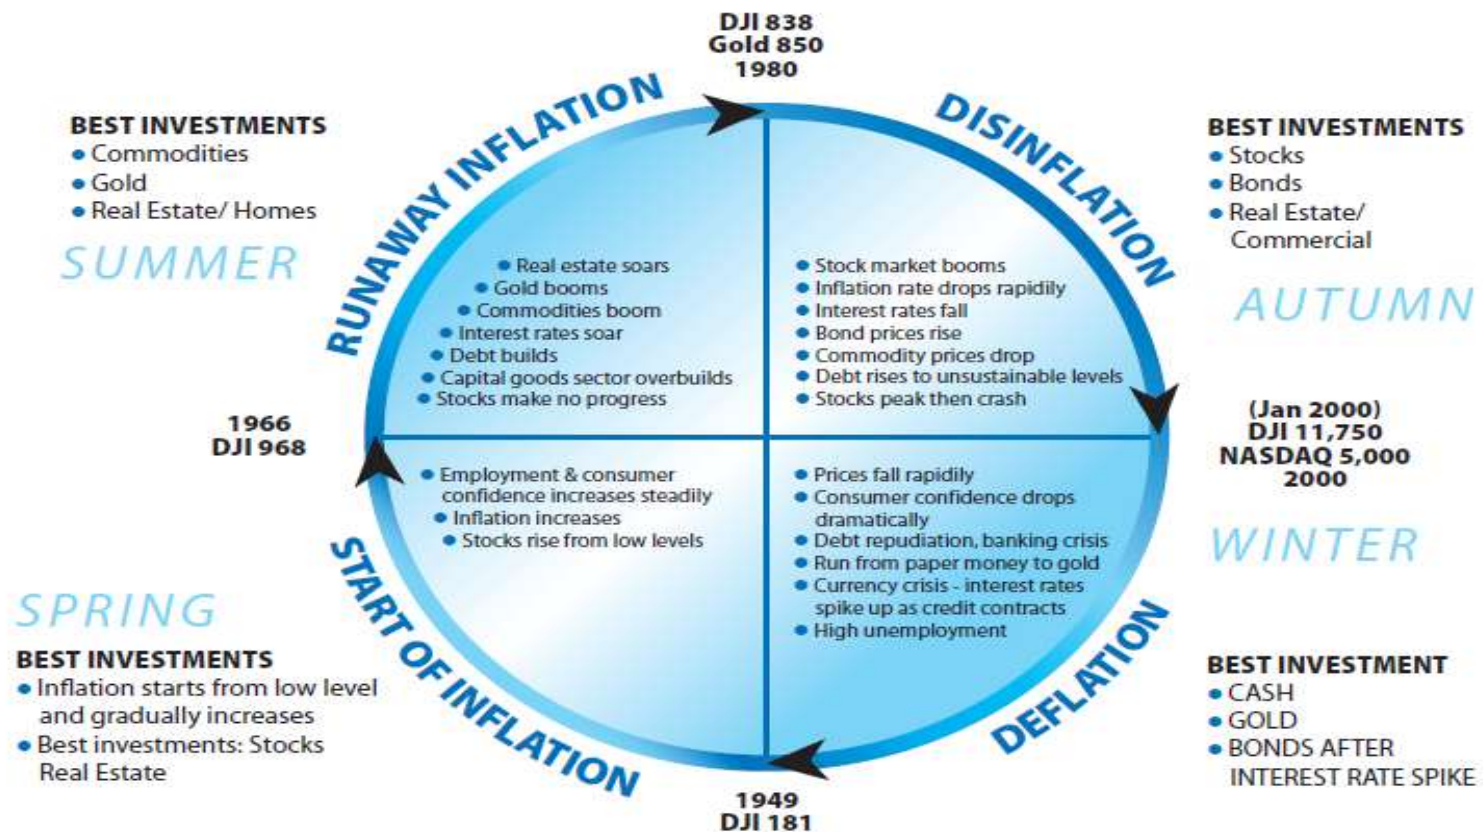 DJI 838
Gold 850
1980
RUNAWAY INFLATION
DISINFLATION
BEST INVESTMENTS
• Commodities
• Gold
• Real Estate/ Homes
SUMMER
BEST INVESTMENTS
• Stocks
• Bonds
• Real Estate/
Commercial
AUTUMN
• Real estate soars
• Gold booms
• Commodities boom
• Interest rates soar
• Debt builds
• Capital goods sector overbuilds
• Stocks make no progress
• Stock market booms
• Inflation rate drops rapidily
• Interest rates fall
• Bond prices rise
• Commodity prices drop
• Debt rises to unsustainable levels
• Stocks peak then crash
1966
DJI 968
(Jan 2000)
DJI 11,750
NASDAQ 5,000
2000
• Employment & consumer
confidence increases steadily
• Inflation increases
• Stocks rise from low levels
• Prices fall rapidily
• Consumer confidence drops
dramatically
• Debt repudiation, banking crisis
• Run from paper money to gold
• Currency crisis - interest rates
spike up as credit contracts
• High unemployment
WINTER
SPRING
START OF INFLATION
DEFLATION
BEST INVESTMENTS
• Inflation starts from low level
and gradually increases
• Best investments: Stocks
Real Estate
BEST INVESTMENT
• CASH
• GOLD
• BONDS AFTER
INTEREST RATE SPIKE
1949
DJI 181